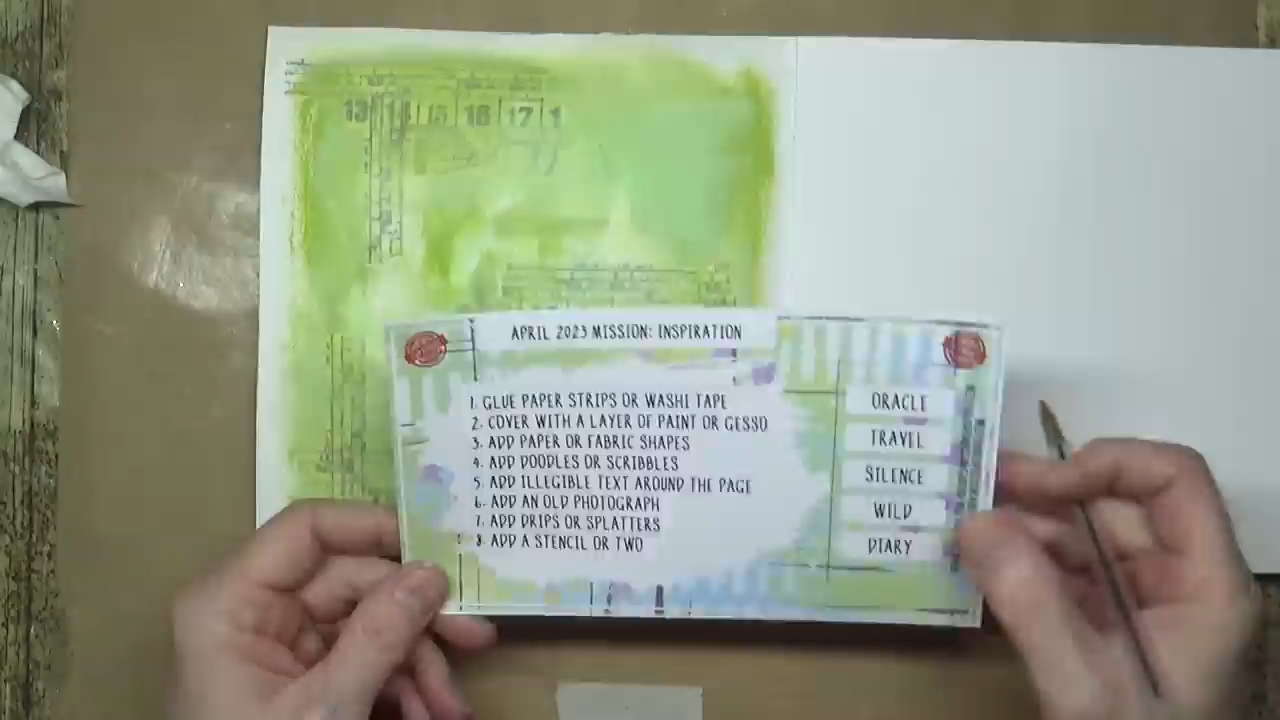 13 14 15 16 17 1
APRIL 2023 MISSION: INSPIRATION
1. GLUE PAPER STRIPS OR WASHI TAPE
2. COVER WITH A LAYER OF PAINT OR GESSO
3. ADD PAPER OR FABRIC SHAPES
4. ADD DOODLES OR SCRIBBLES
5. ADD ILLEGIBLE TEXT AROUND THE PAGE
6. ADD AN OLD PHOTOGRAPH
7. ADD DRIPS OR SPLATTERS
8. ADD A STENCIL OR TWO
ORACLE
TRAVEL
SILENCE
WILD
DIARY